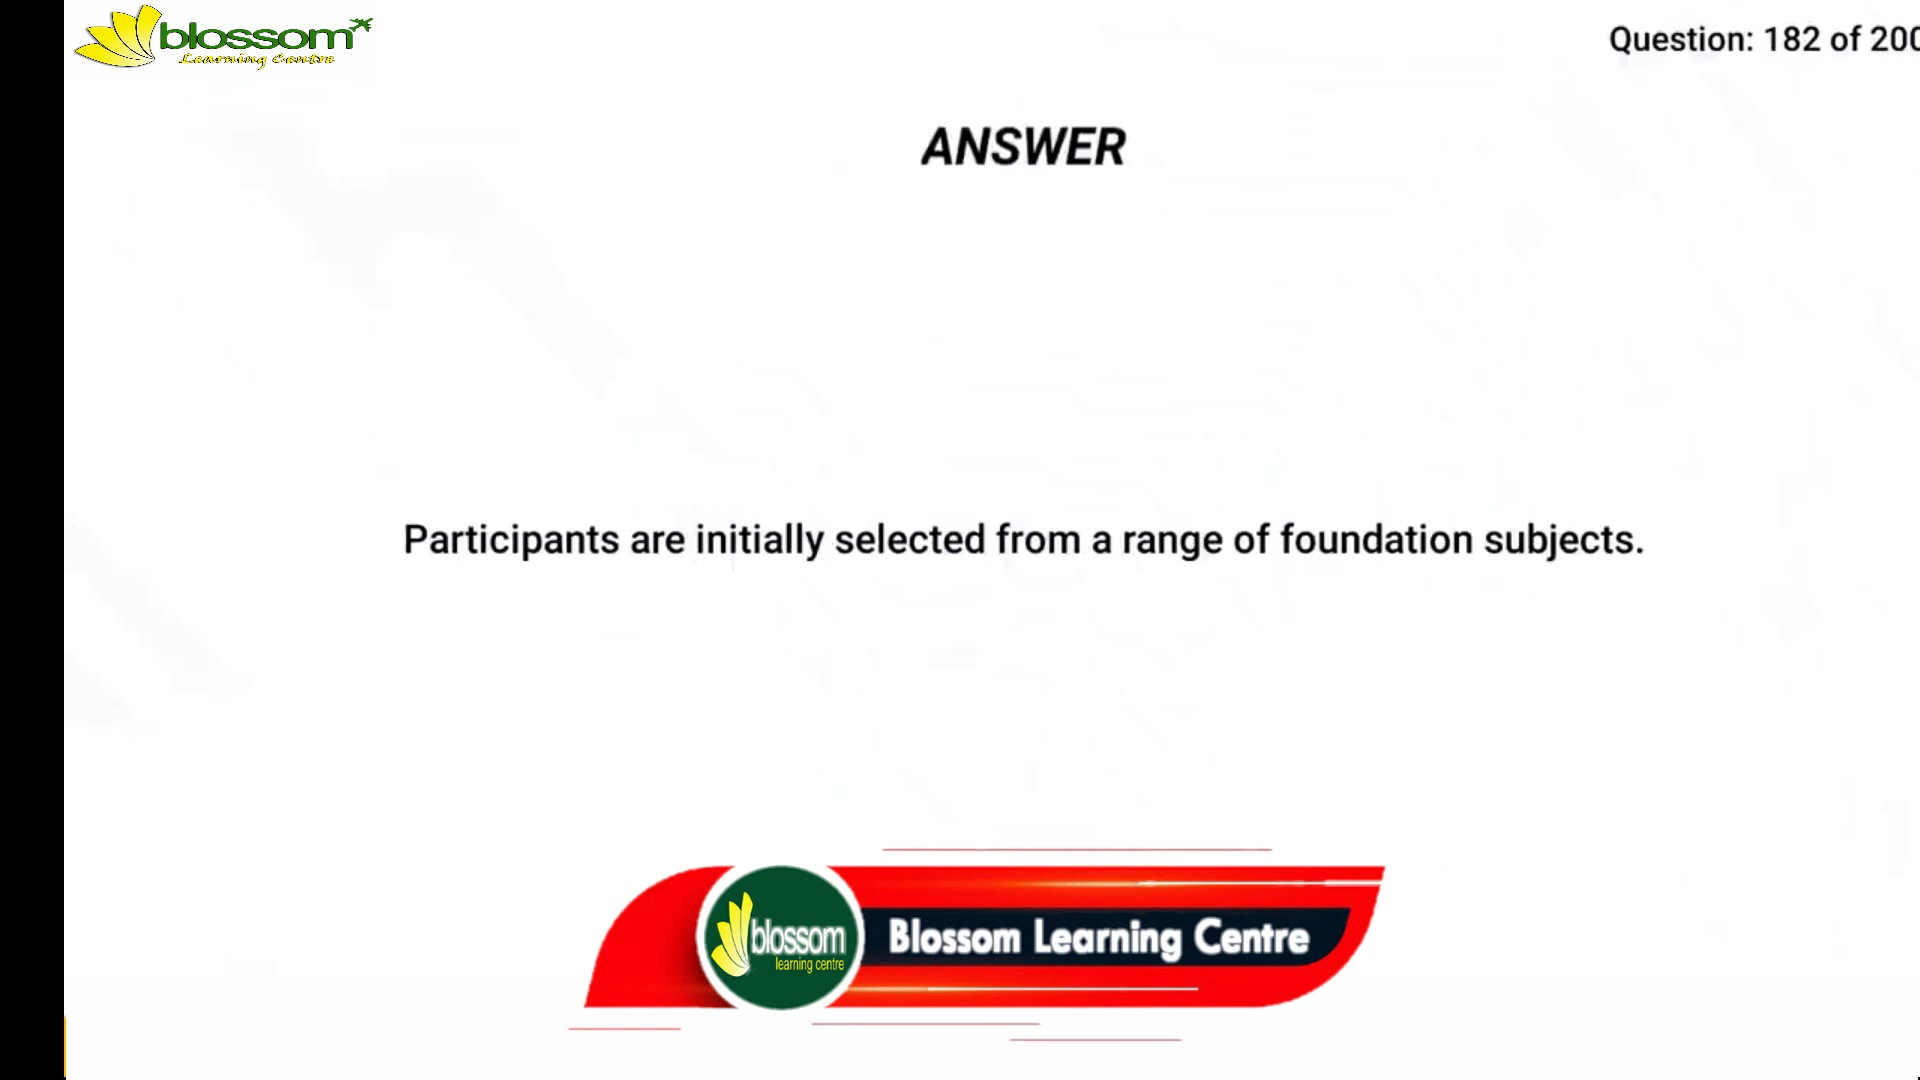 blossom
Learning Centre
Question: 182 of 200
ANSWER
Participants are initially selected from a range of foundation subjects.
blossom
learning centre
Blossom Learning Centre